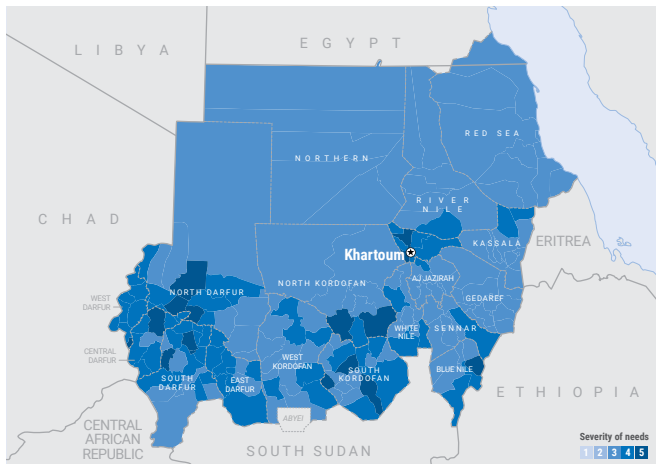 LIBYA
EGYPT
RED SEA
NORTHERN
RIVER
NILE
CHAD
Khartoum
KASSALA
ERITREA
AJ JAZIRAH
NORTH KORDOFAN
NORTH DARFUR
GEDAREF
WEST
DARFUR
WHITE
NILE
SENNAR
CENTRAL
DARFUR
WEST
KORDOFAN
SOUTH
KORDOFAN
BLUE NILE
SOUTH
DARFUR
EAST
DARFUR
ETHIOPIA
ABYEI
CENTRAL
AFRICAN
REPUBLIC
SOUTH SUDAN
Severity of needs
1 2 3 4 5